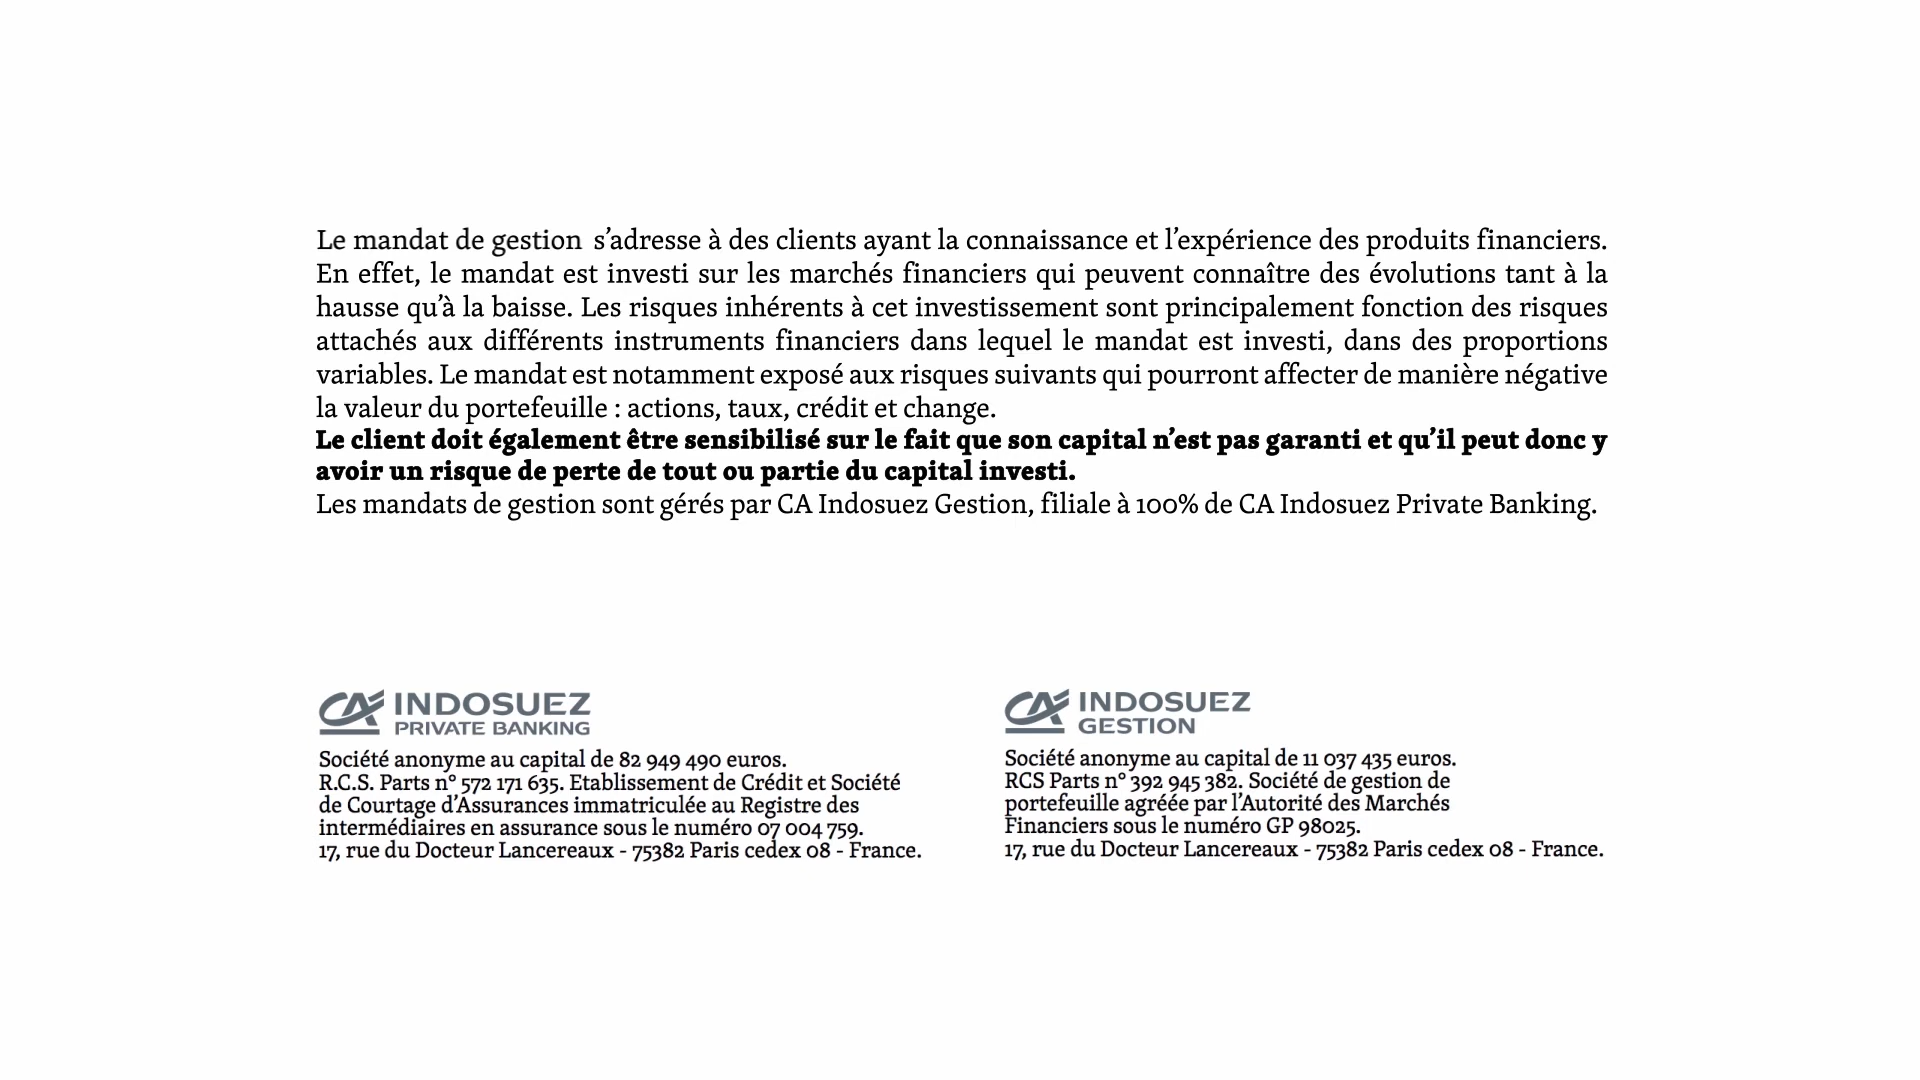 Le mandat de gestion s’adresse à des clients ayant la connaissance et l’expérience des produits financiers.
En effet, le mandat est investi sur les marchés financiers qui peuvent connaître des évolutions tant à la
hausse qu’à la baisse. Les risques inhérents à cet investissement sont principalement fonction des risques
attachés aux différents instruments financiers dans lequel le mandat est investi, dans des proportions
variables. Le mandat est notamment exposé aux risques suivants qui pourront affecter de manière négative
la valeur du portefeuille : actions, taux, crédit et change.
Le client doit également être sensibilisé sur le fait que son capital n’est pas garanti et qu’il peut donc y
avoir un risque de perte de tout ou partie du capital investi.
Les mandats de gestion sont gérés par CA Indosuez Gestion, filiale à 100% de CA Indosuez Private Banking.
CA INDOSUEZ
PRIVATE BANKING
Société anonyme au capital de 82 949 490 euros.
R.C.S. Parts n° 572 171 635. Etablissement de Crédit et Société
de Courtage d’Assurances immatriculée au Registre des
intermédiaires en assurance sous le numéro 07 004 759.
17, rue du Docteur Lancereaux - 75382 Paris cedex 08 - France.
CA INDOSUEZ
GESTION
Société anonyme au capital de 11 037 435 euros.
RCS Parts n° 392 945 382. Société de gestion de
portefeuille agréée par l’Autorité des Marchés
Financiers sous le numéro GP 98025.
17, rue du Docteur Lancereaux - 75382 Paris cedex 08 - France.